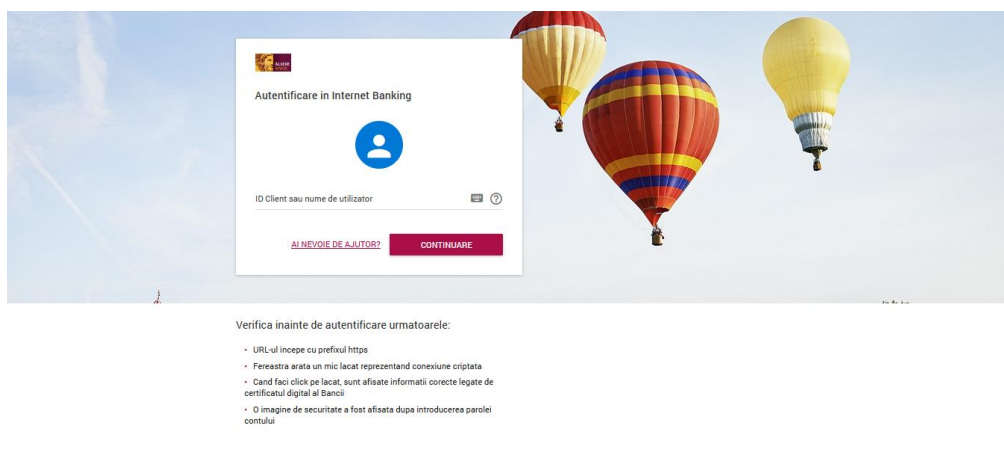 ALIOR
BANK
Autentificare in Internet Banking
ID Client sau nume de utilizator
AI NEVOIE DE AJUTOR?
CONTINUARE
Verifica inainte de autentificare urmatoarele:
• URL-ul incepe cu prefixul https
• Fereastra arata un mic lacat reprezentand conexiune criptata
• Cand faci click pe lacat, sunt afisate informatii corecte legate de
certificatul digital al Bancii
• O imagine de securitate a fost afisata dupa introducerea parolei
contului